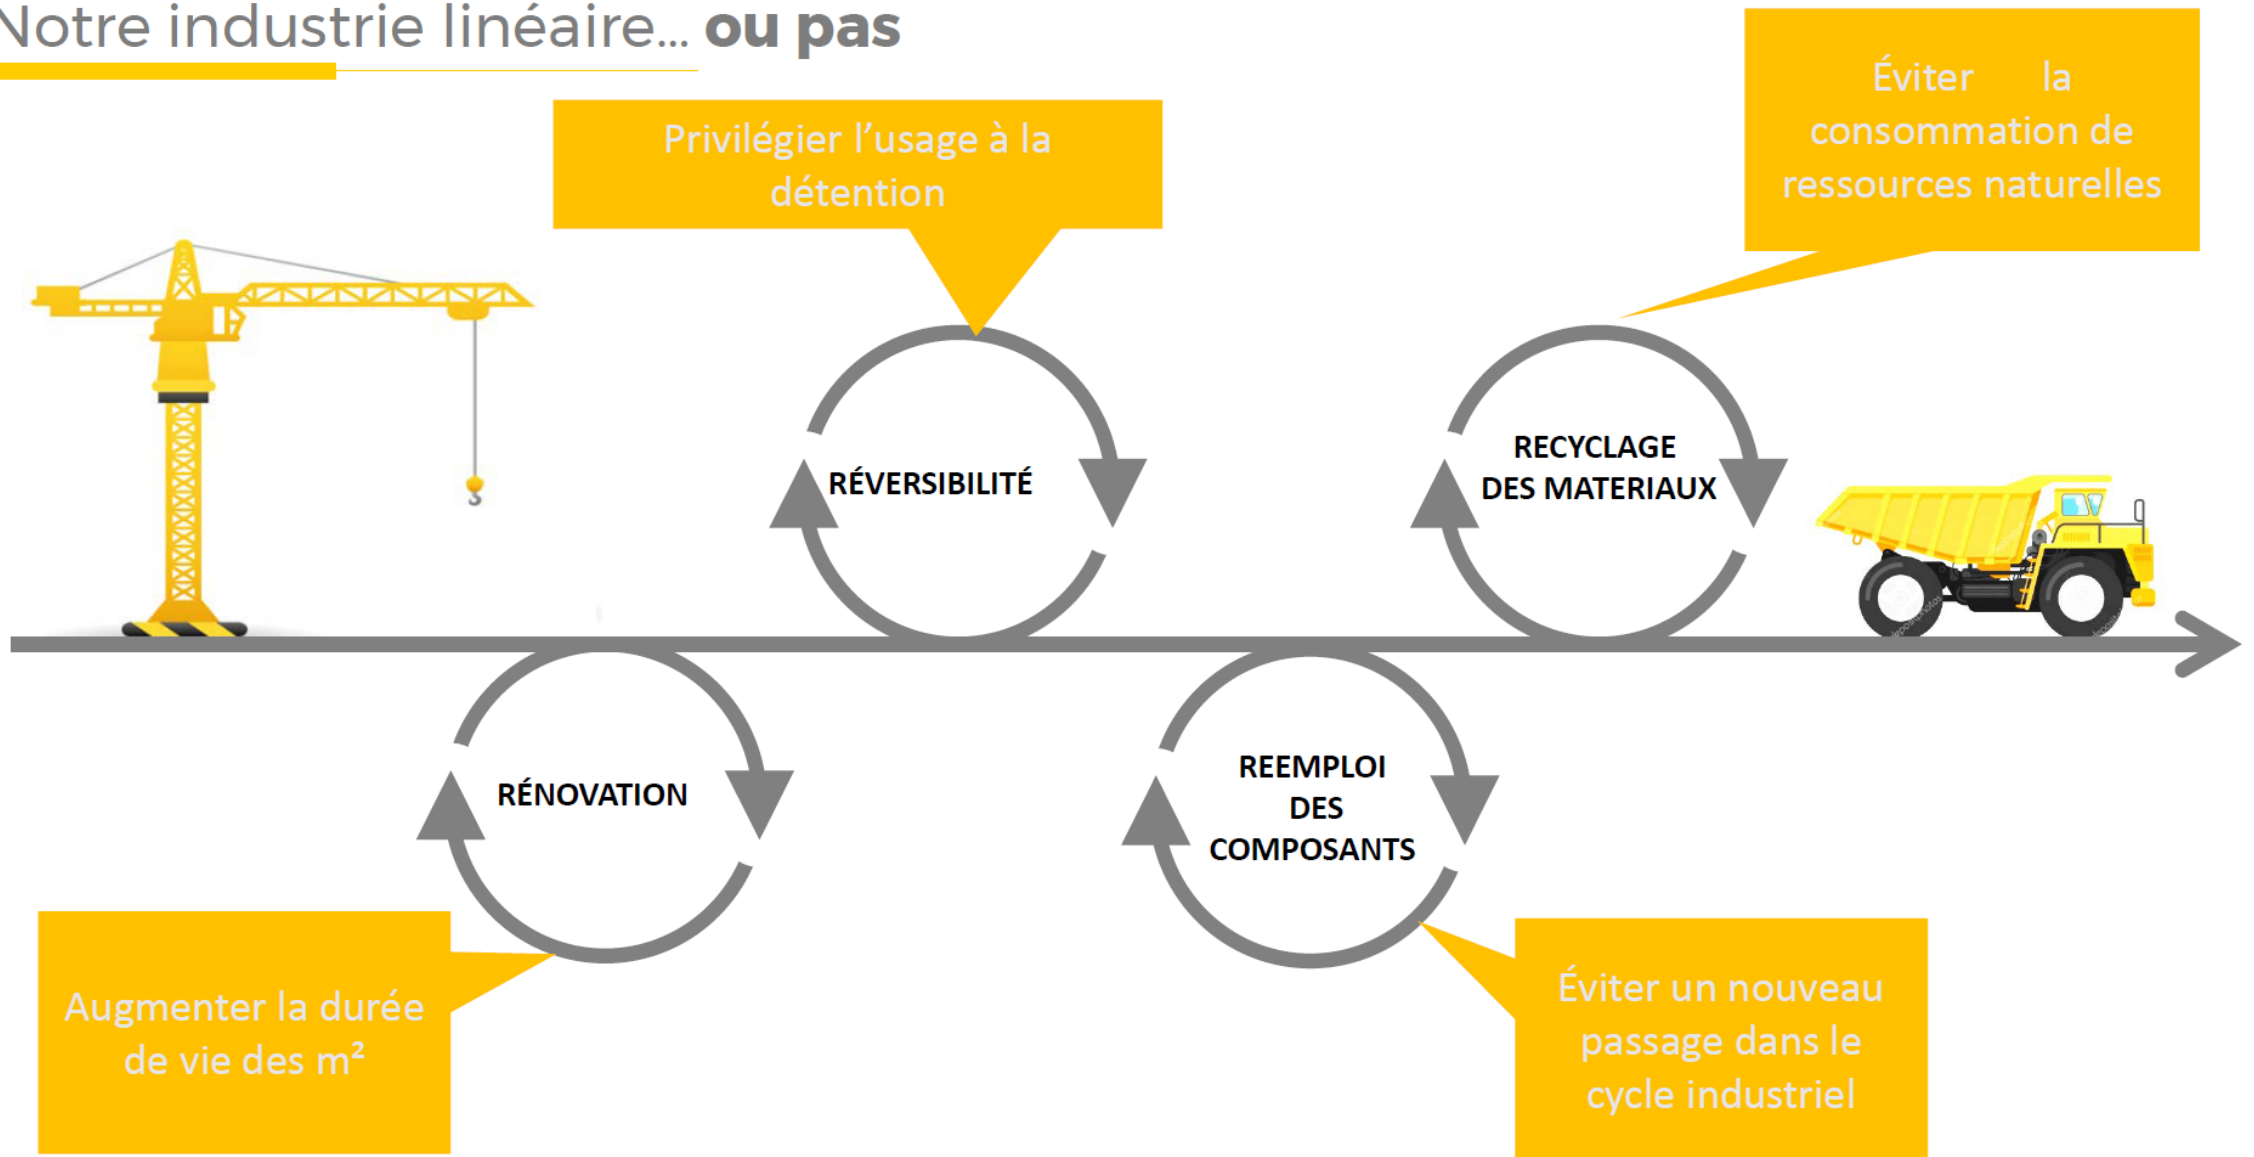 Notre industrie linéaire... ou pas
Privilégier l'usage à la
détention
Éviter la
consommation de
ressources naturelles
RÉVERSIBILITÉ
RECYCLAGE
DES MATERIAUX
RÉNOVATION
REEMPLOI
DES
COMPOSANTS
Augmenter la durée
de vie des m²
Éviter un nouveau
passage dans le
cycle industriel